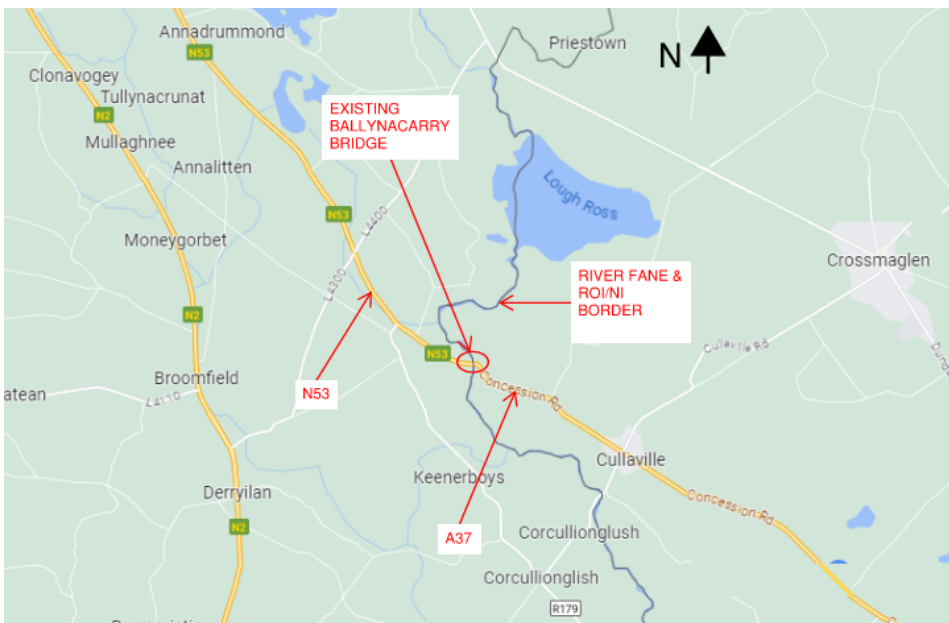 Annadrummond
Priestown
N
N53
Clonavogey
Tullynacrunat
N2
EXISTING
BALLYNACARRY
BRIDGE
Mullaghnee
Annalitten
Lough Ross
N53
L4400
Moneygorbet
Crossmaglen
RIVER FANE &
ROI/NI
BORDER
L4300
N2
Culaville Rd
Dund
N53
Broomfield
N53
Concession Rd
atean
L4110
Cullaville
Keenerboys
Derryilan
Concession Rd
N2
A37
Corcullionglush
Corcullionglish
R179